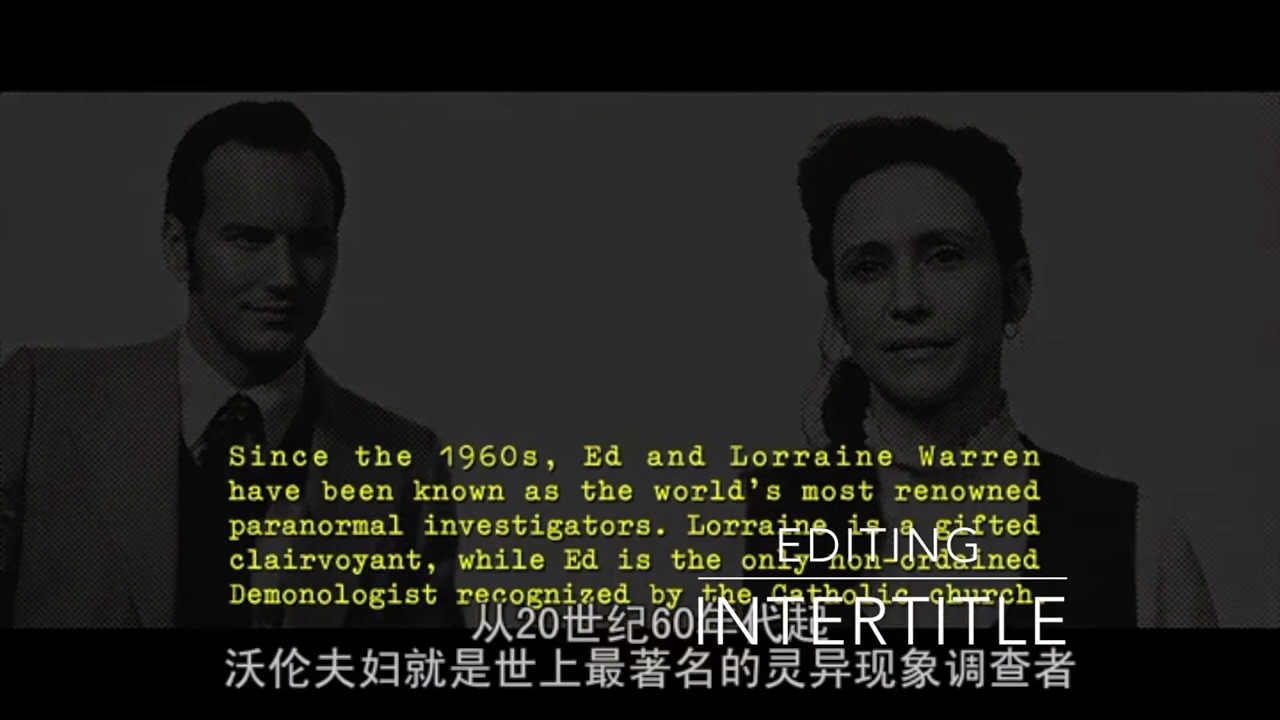 Since the 1960s, Ed and Lorraine Warren
have been known as the world's most renowned
paranormal investigators. Lorraine is a gifted
clairvoyant, while Ed is the only non-ordained
Demonologist recognized by the Catholic church.
EDITING
INTERTITLE
从20世纪60年代起
沃伦夫妇就是世上最著名的灵异现象调查者